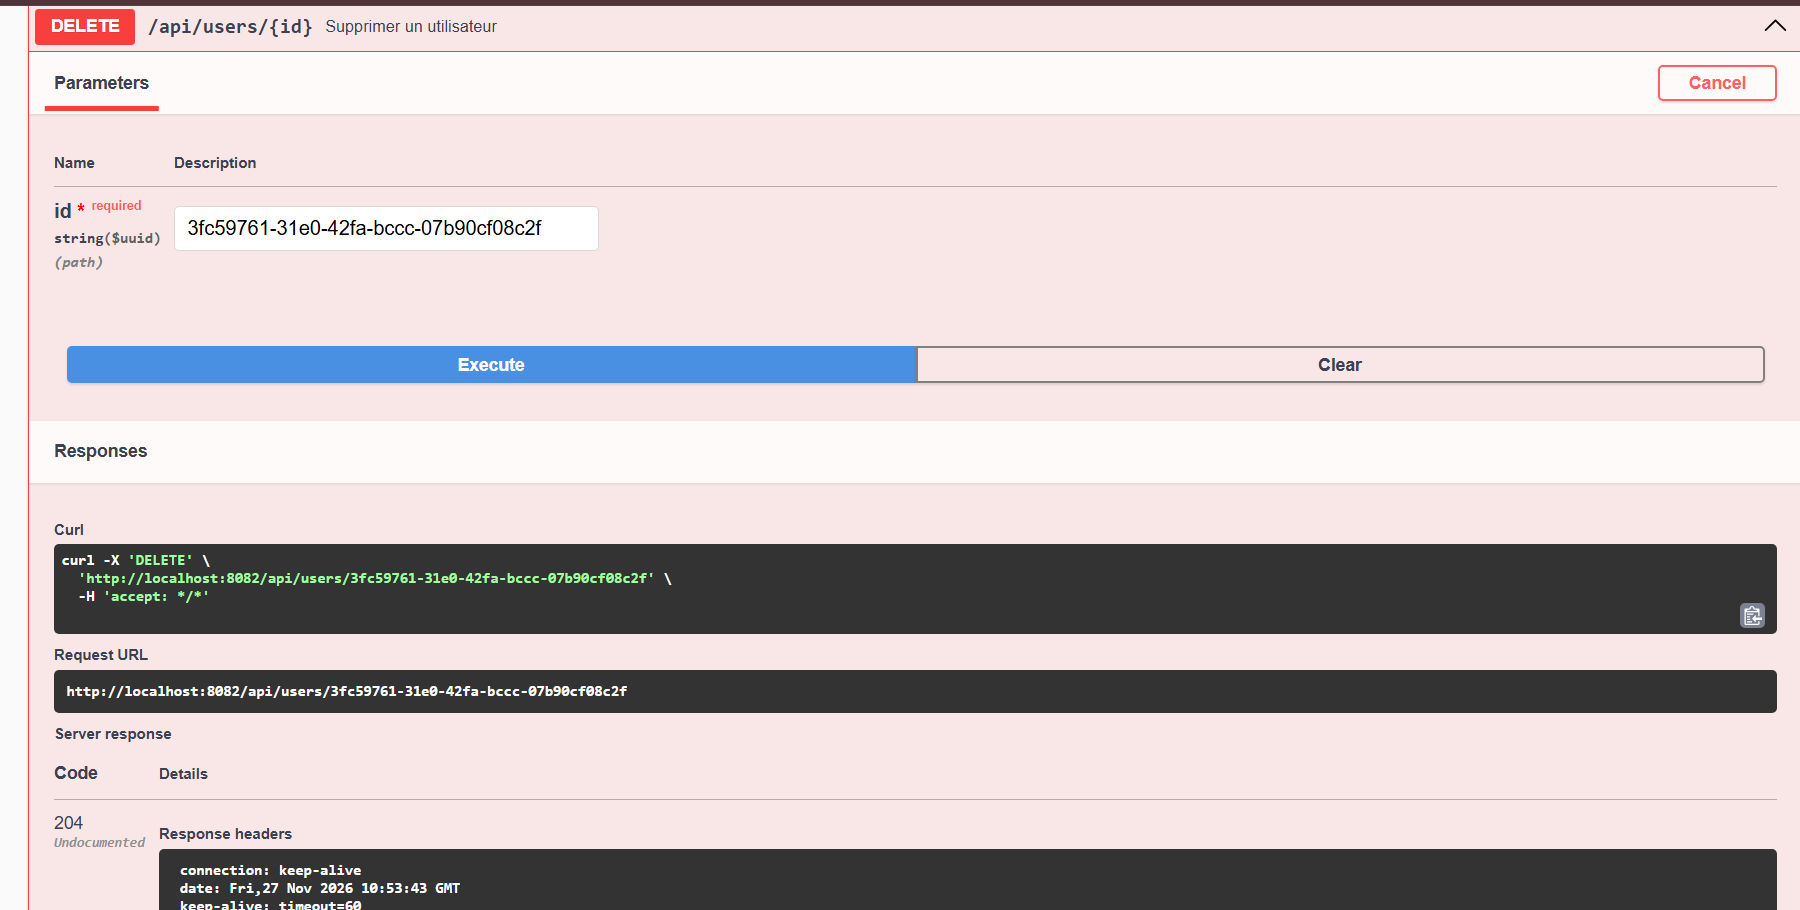 DELETE /api/users/{id} Supprimer un utilisateur
Parameters
Cancel
Name Description
id * required
string($uuid)
(path)
3fc59761-31e0-42fa-bccc-07b90cf08c2f
Execute
Clear
Responses
Curl
curl -X 'DELETE' \
'http://localhost:8082/api/users/3fc59761-31e0-42fa-bccc-07b90cf08c2f' \
-H 'accept: */*'
Request URL
http://localhost:8082/api/users/3fc59761-31e0-42fa-bccc-07b90cf08c2f
Server response
Code Details
204
Undocumented
Response headers
connection: keep-alive
date: Fri,27 Nov 2026 10:53:43 GMT
keep-alive: timeout=60